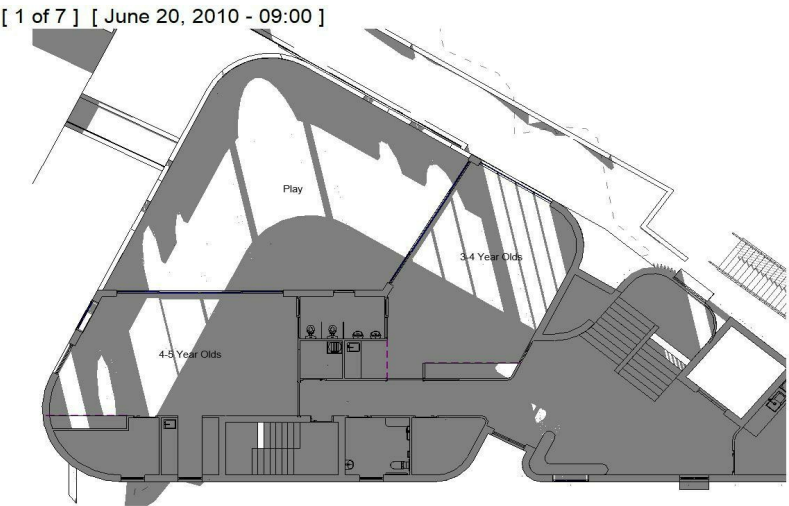 [ 1 of 7 ] [ June 20, 2010 - 09:00 ]
Play
3-4 Year Olds
4-5 Year Olds